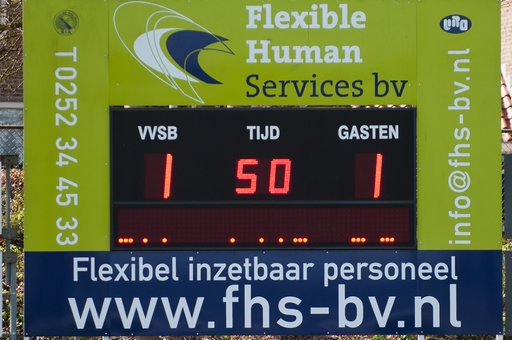 Flexible
Human
Services bv
T 0252 34 45 33
VVSB TIJD GASTEN
1 50 1
info@fhs-bv.nl
Flexibel inzetbaar personeel
www.fhs-bv.nl